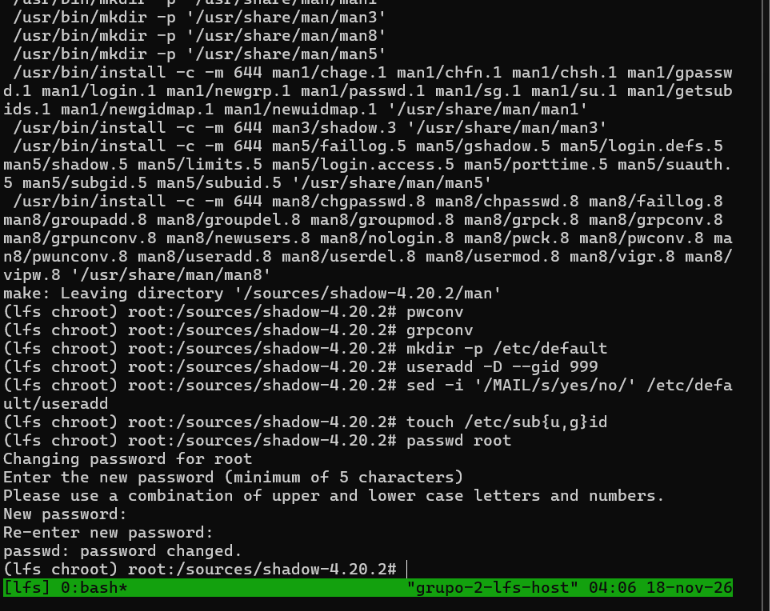 /usr/bin/mkdir -p '/usr/share/man/man1'
/usr/bin/mkdir -p '/usr/share/man/man3'
/usr/bin/mkdir -p '/usr/share/man/man8'
/usr/bin/mkdir -p '/usr/share/man/man5'
/usr/bin/install -c -m 644 man1/chage.1 man1/chfn.1 man1/chsh.1 man1/gpassw
d.1 man1/login.1 man1/newgrp.1 man1/passwd.1 man1/sg.1 man1/su.1 man1/getsub
ids.1 man1/newgidmap.1 man1/newuidmap.1 '/usr/share/man/man1'
/usr/bin/install -c -m 644 man3/shadow.3 '/usr/share/man/man3'
/usr/bin/install -c -m 644 man5/faillog.5 man5/gshadow.5 man5/login.defs.5
man5/shadow.5 man5/limits.5 man5/login.access.5 man5/porttime.5 man5/suauth.
5 man5/subgid.5 man5/subuid.5 '/usr/share/man/man5'
/usr/bin/install -c -m 644 man8/chgpasswd.8 man8/chpasswd.8 man8/faillog.8
man8/groupadd.8 man8/groupdel.8 man8/groupmod.8 man8/grpck.8 man8/grpconv.8
man8/grpunconv.8 man8/newusers.8 man8/nologin.8 man8/pwck.8 man8/pwconv.8 ma
n8/pwunconv.8 man8/useradd.8 man8/userdel.8 man8/usermod.8 man8/vigr.8 man8/
vipw.8 '/usr/share/man/man8'
make: Leaving directory '/sources/shadow-4.20.2/man'
(lfs chroot) root:/sources/shadow-4.20.2# pwconv
(lfs chroot) root:/sources/shadow-4.20.2# grpconv
(lfs chroot) root:/sources/shadow-4.20.2# mkdir -p /etc/default
(lfs chroot) root:/sources/shadow-4.20.2# useradd -D --gid 999
(lfs chroot) root:/sources/shadow-4.20.2# sed -i '/MAIL/s/yes/no/' /etc/defa
ult/useradd
(lfs chroot) root:/sources/shadow-4.20.2# touch /etc/sub{u,g}id
(lfs chroot) root:/sources/shadow-4.20.2# passwd root
Changing password for root
Enter the new password (minimum of 5 characters)
Please use a combination of upper and lower case letters and numbers.
New password:
Re-enter new password:
passwd: password changed.
(lfs chroot) root:/sources/shadow-4.20.2#
[lfs] 0:bash* "grupo-2-lfs-host" 04:06 18-nov-26